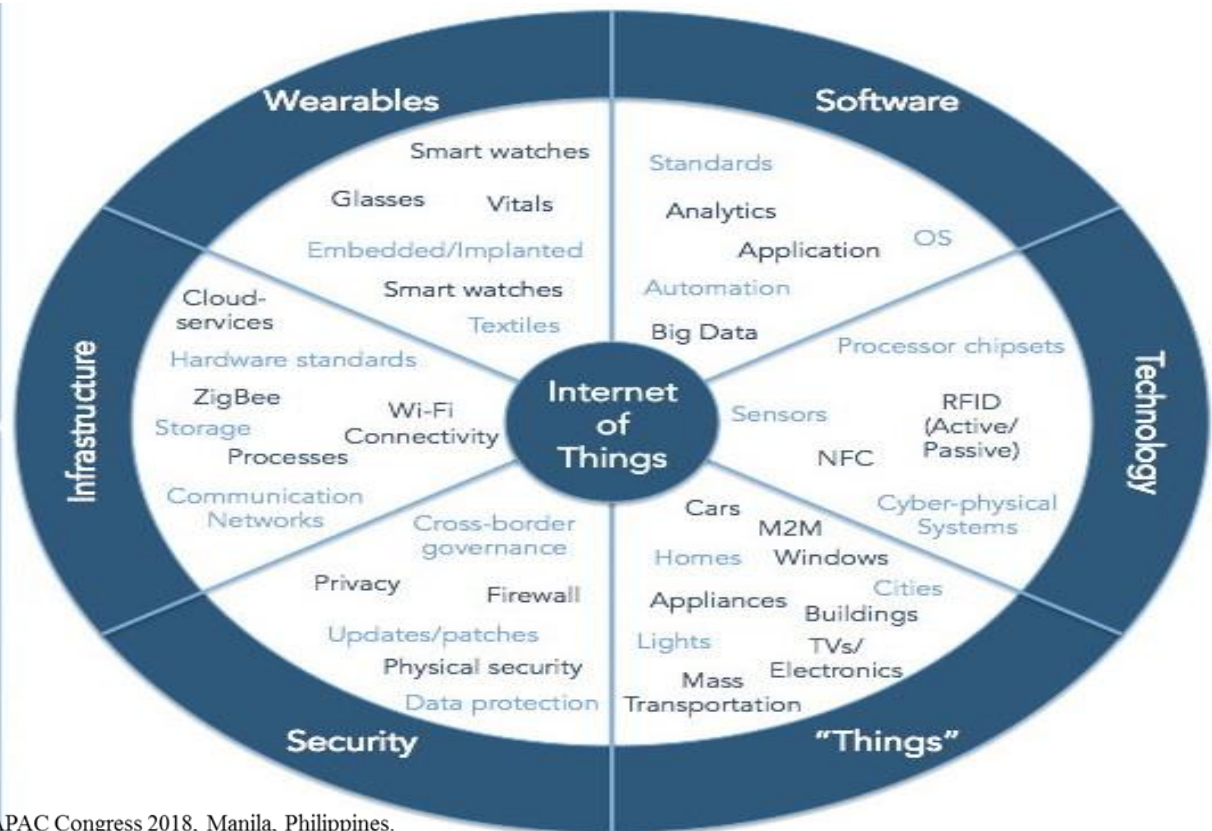 Wearables
Smart watches
Glasses
Vitals
Embedded/Implanted
Smart watches
Textiles
Software
Standards
Analytics
Application
OS
Automation
Big Data
Infrastructure
Cloud-
services
Hardware standards
ZigBee
Storage
Wi-Fi
Connectivity
Processes
Communication
Networks
Internet
of
Things
Technology
Processor chipsets
Sensors
RFID
(Active/
Passive)
NFC
Cyber-physical
Systems
Security
Cross-border
governance
Privacy
Firewall
Updates/patches
Physical security
Data protection
"Things"
Cars
M2M
Homes
Windows
Cities
Appliances
Buildings
Lights
TVs/
Electronics
Mass
Transportation
APAC Congress 2018, Manila, Philippines.